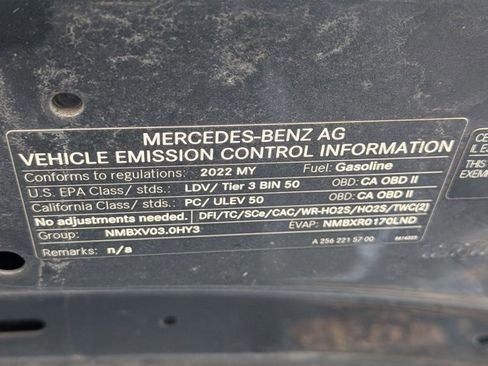 MERCEDES-BENZ AG
VEHICLE EMISSION CONTROL INFORMATION
Conforms to regulations: 2022 MY Fuel: Gasoline
U.S. EPA Class/ stds.: LDV/ Tier 3 BIN 50 OBD: CA OBD II
California Class/ stds.: PC/ ULEV 50 OBD: CA OBD II
No adjustments needed. DFI/TC/SCe/CAC/WR-HO2S/HO2S/TWC(2)
Group: NMBXV03.0HY3 EVAP: NMBXR0170LND
Remarks: n/a A 256 221 57 00
CE
IL E
EXEM